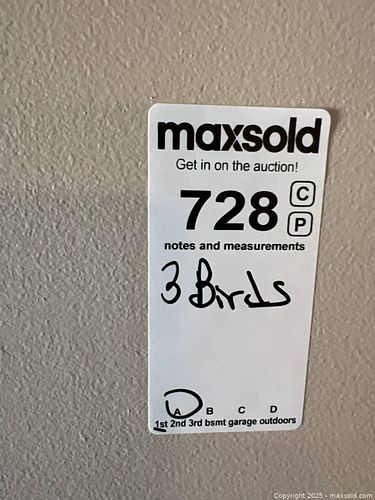 maxsold
Get in on the auction!
728 C
P
notes and measurements
3 Birds
A B C D
1st 2nd 3rd bsmt garage outdoors
Copyright © 2025 - maxsold.com